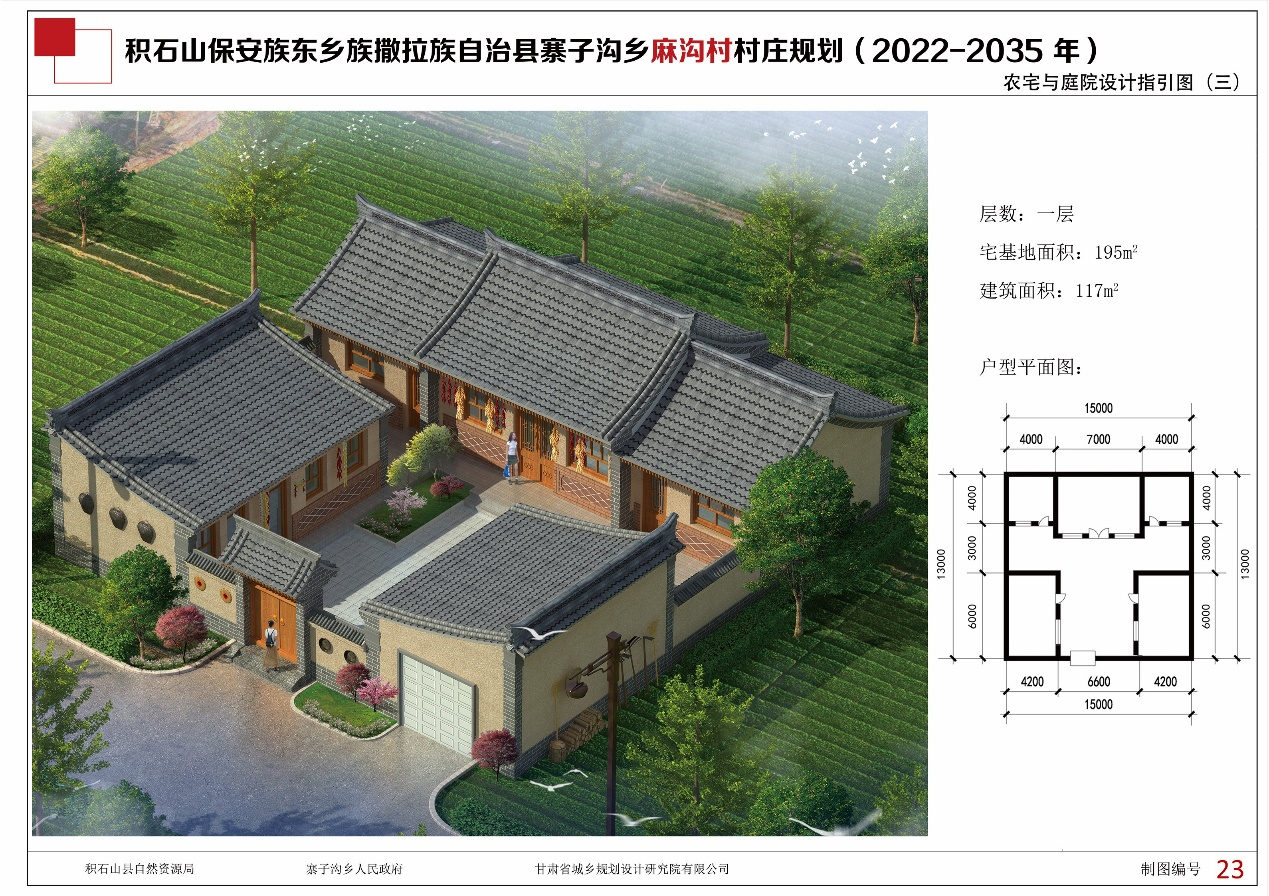 积石山保安族东乡族撒拉族自治县寨子沟乡麻沟村村庄规划（2022-2035 年）
农宅与庭院设计指引图（三）
层数：一层
宅基地面积：195m²
建筑面积：117m²
户型平面图：
15000
4000 7000 4000
4000
3000
6000
13000
4000
3000
6000
13000
4200 6600 4200
15000
积石山县自然资源局 寨子沟乡人民政府 甘肃省城乡规划设计研究院有限公司 制图编号 23